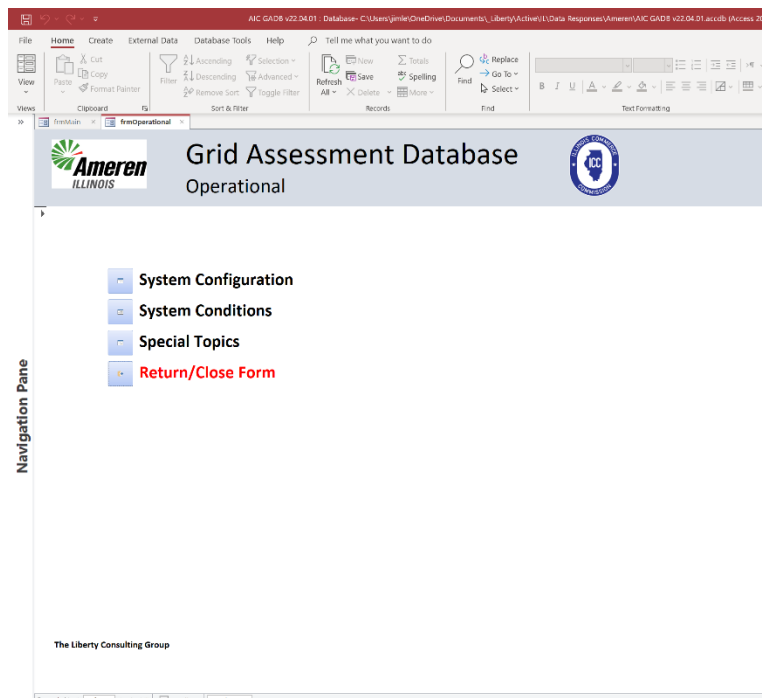 AIC GADB v22.04.01 : Database- C:\Users\jimle\OneDrive\Documents\_Liberty\Active\IL\Data Responses\Ameren\AIC GADB v22.04.01.accdb (Access 20
File Home Create External Data Database Tools Help Tell me what you want to do
View
Views
Paste
Cut
Copy
Format Painter
Clipboard
Filter
Ascending
Descending
Remove Sort
Selection
Advanced
Toggle Filter
Sort & Filter
Refresh
All
New
Save
Delete
Totals
Spelling
More
Records
Find
Replace
Go To
Select
Find
B I U A
Text Formatting
» frmMain × frmOperational ×
Ameren
ILLINOIS
Grid Assessment Database
Operational
ILLINOIS COMMERCE
ICC
COMMISSION
System Configuration
System Conditions
Special Topics
Return/Close Form
Navigation Pane
The Liberty Consulting Group